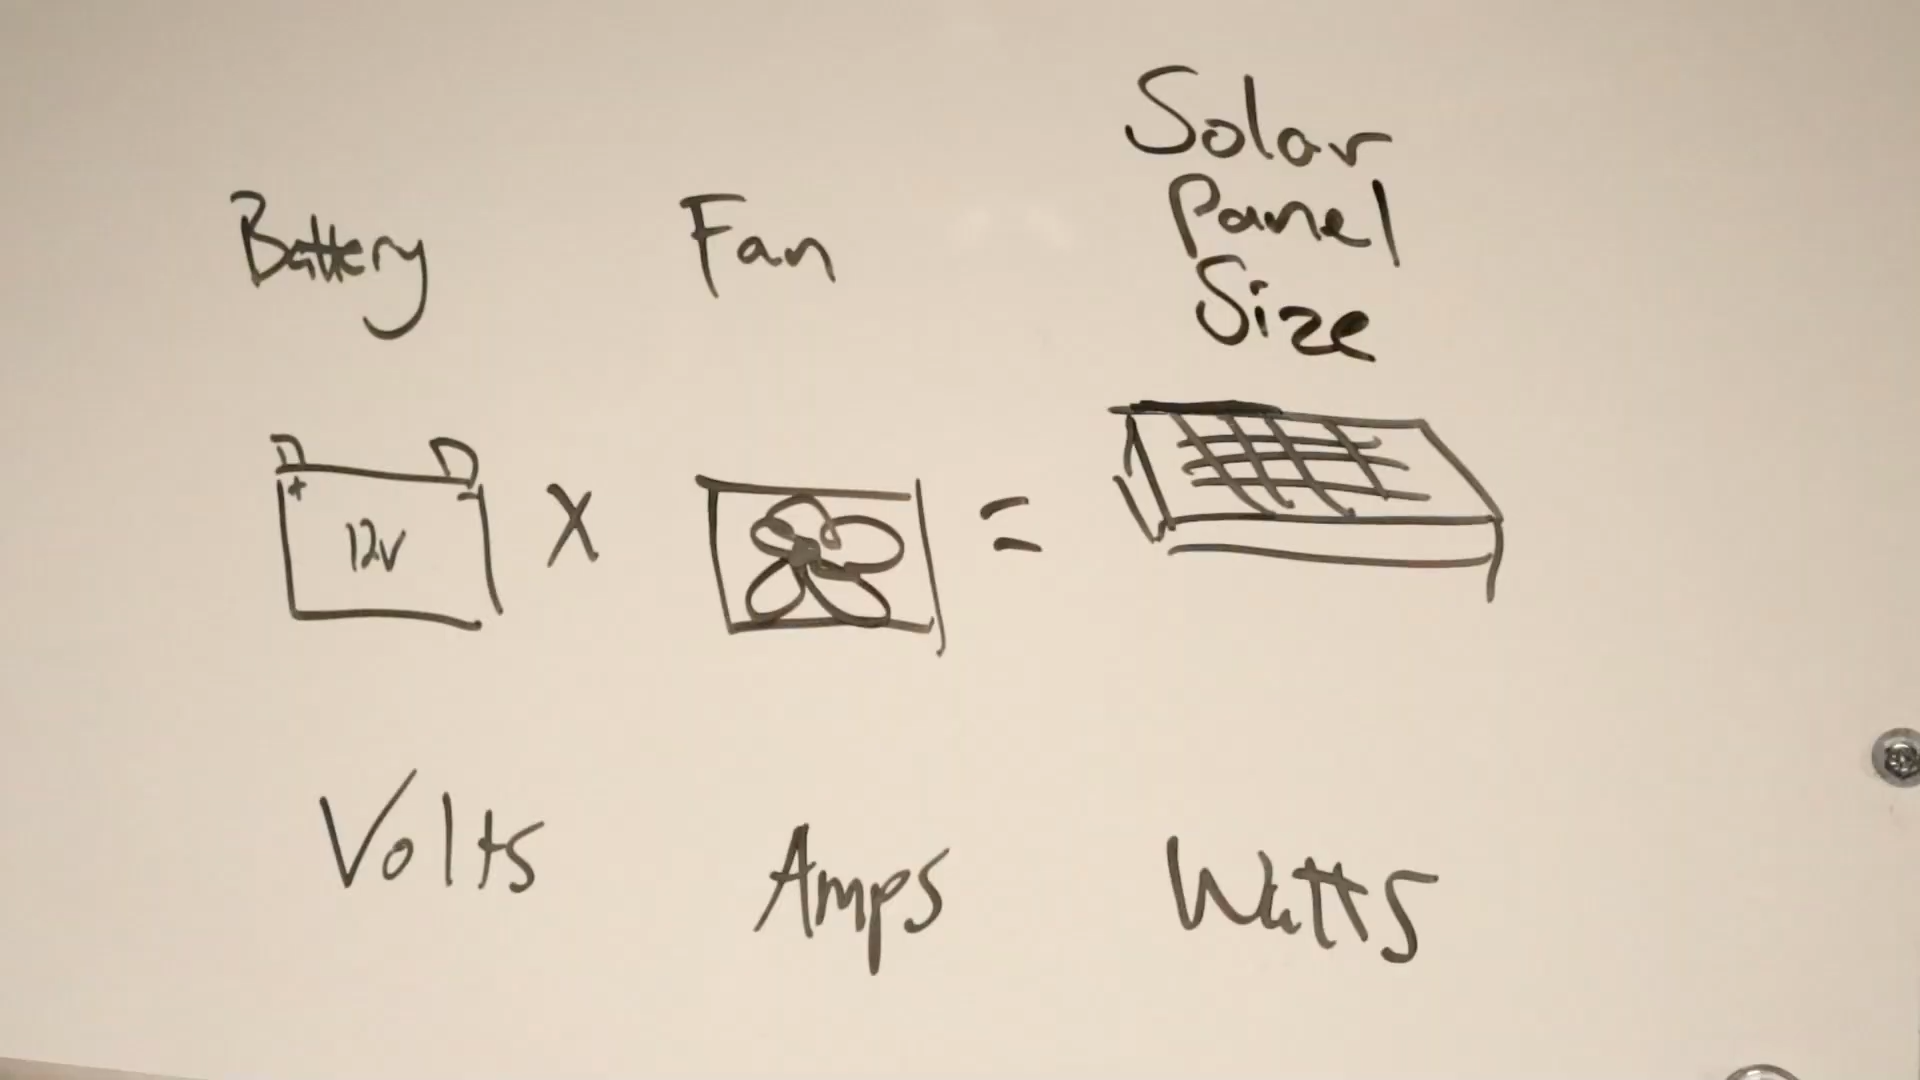 Battery
Fan
Solar
Panel
Size
+ -
12v
x
=
Volts
Amps
Watts